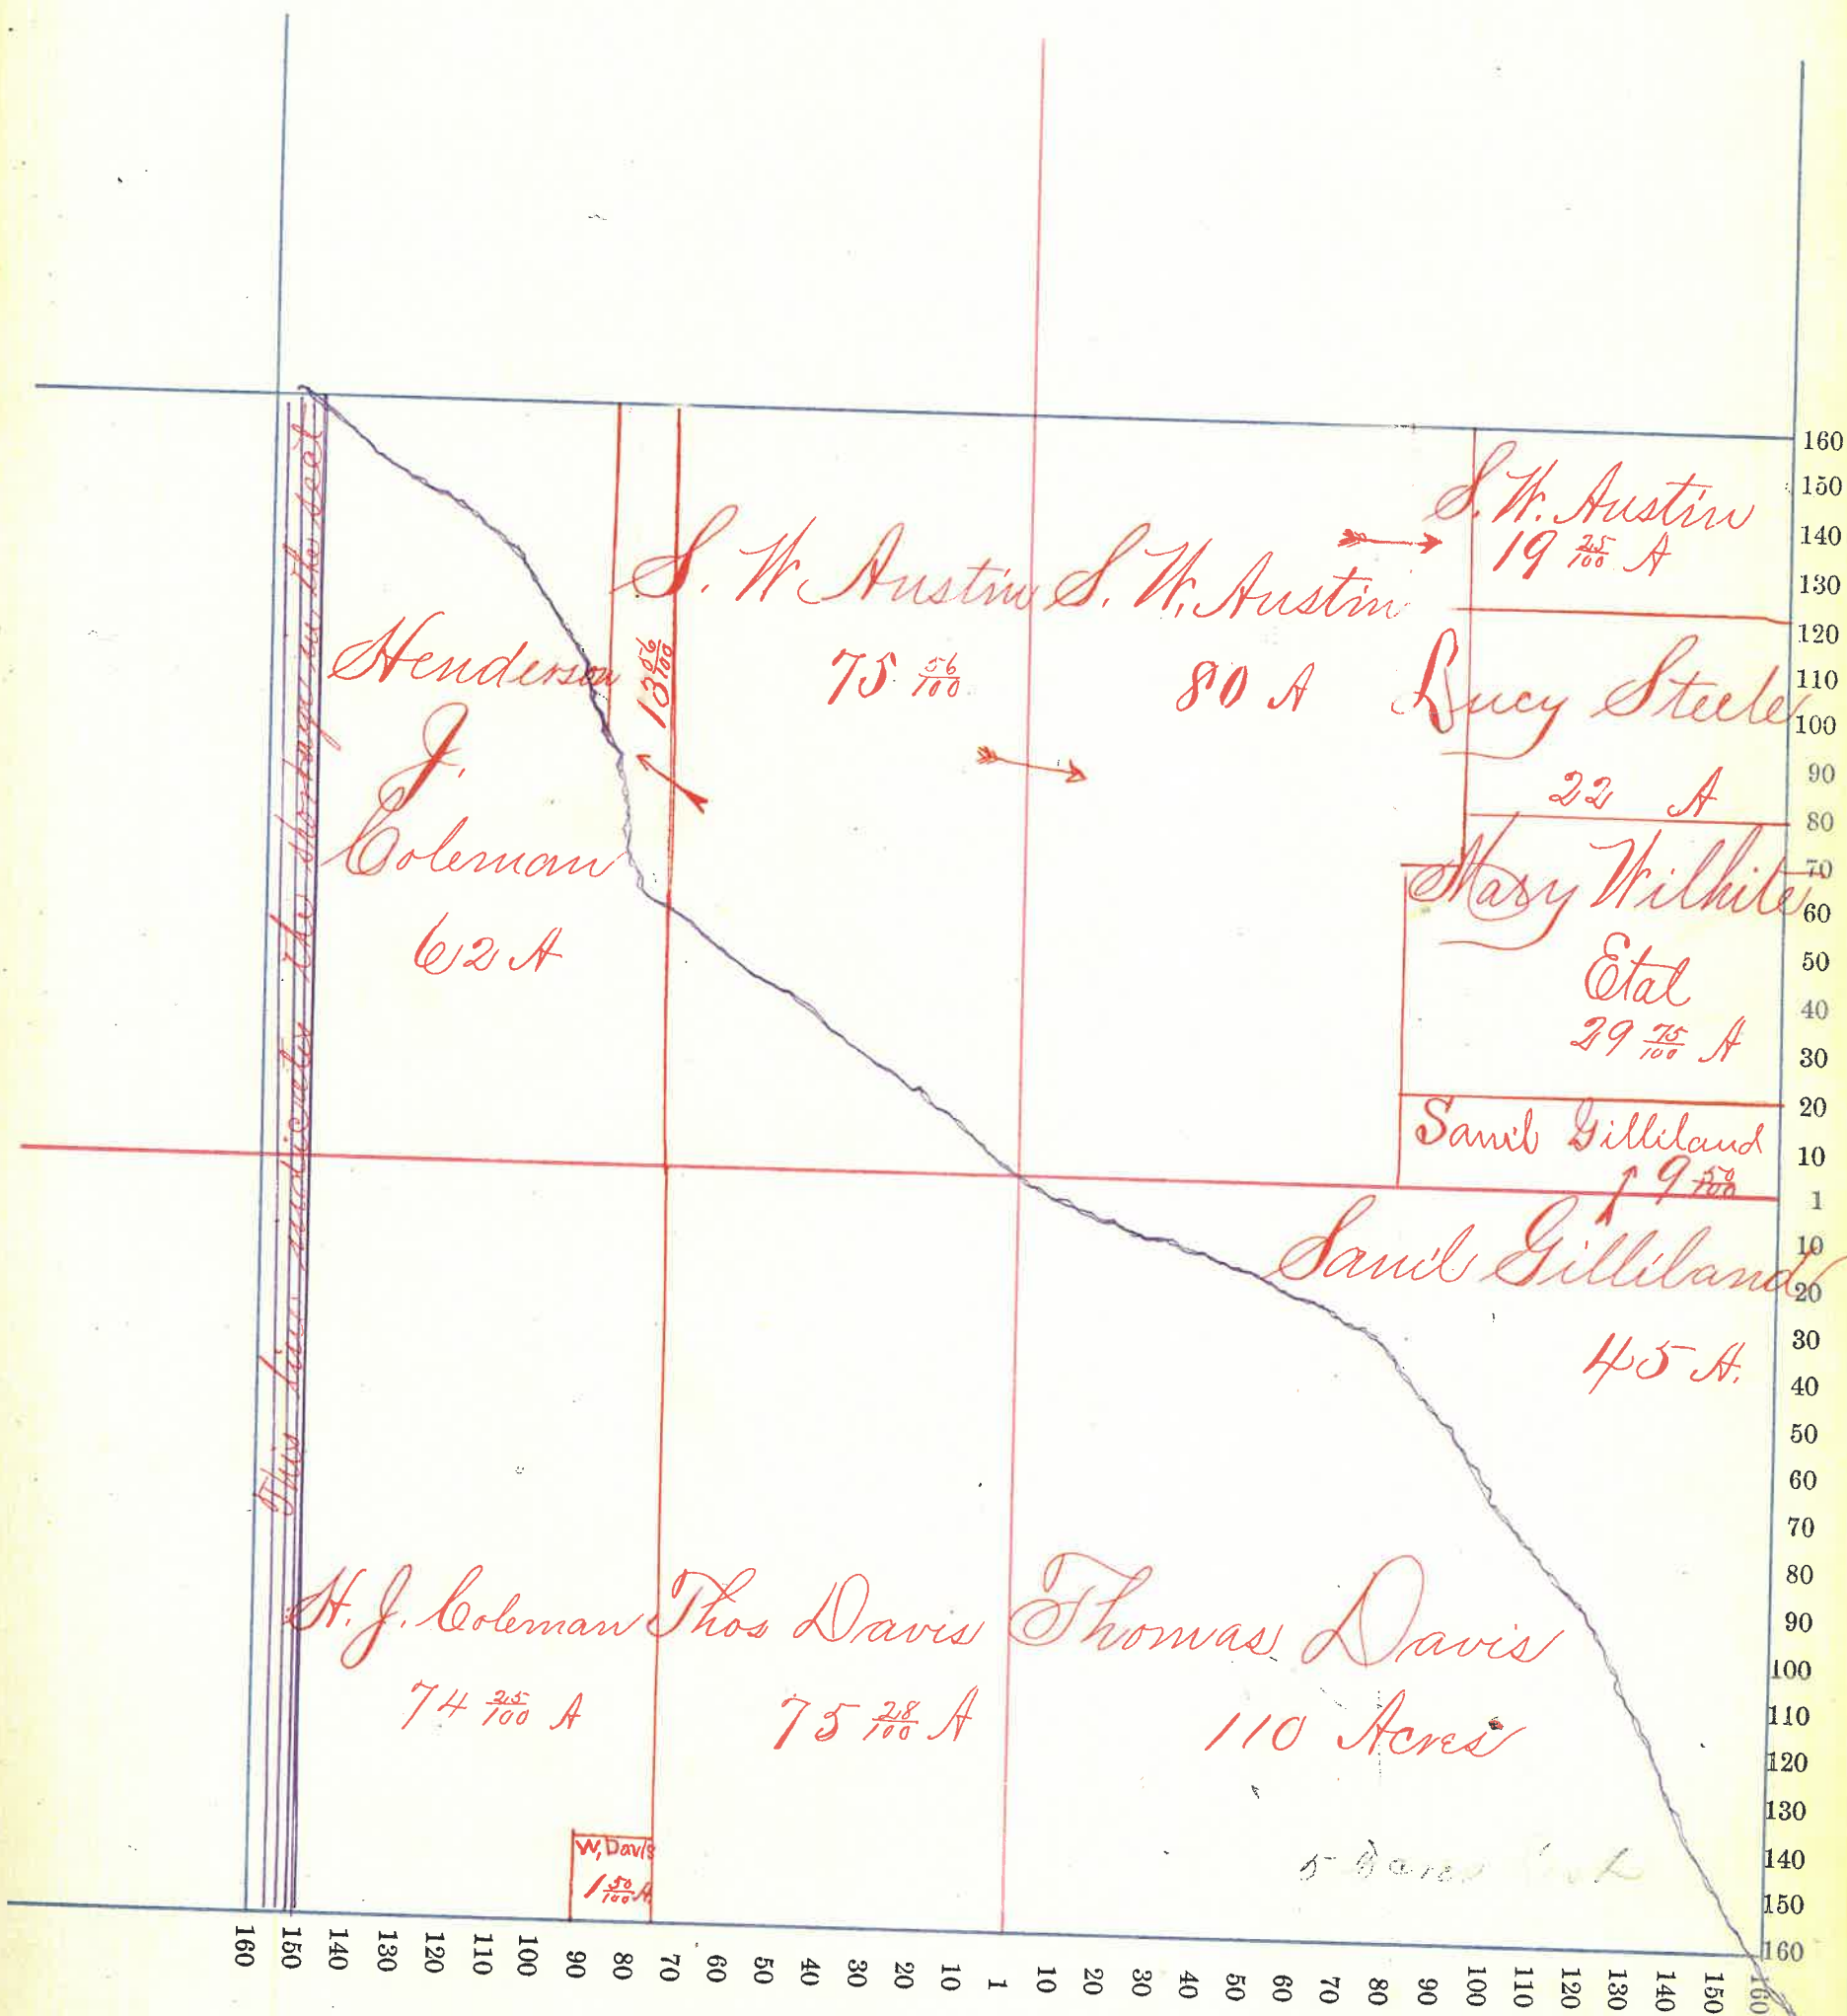 This line indicates the shortage in the sect
Henderson
J.
Coleman
62 A
13 56/100
S. W. Austin
75 56/100
S. W. Austin
80 A
S. W. Austin
19 25/100 A
Lucy Steele
22 A
Mary Wilhite
Etal
29 75/100 A
Saml Gilliland
9 50/100
Saml Gilliland
45 A.
H. J. Coleman
74 25/100 A
Thos Davis
75 28/100 A
Thomas Davis
110 Acres
W. Davis
1 50/100 A
160
150
140
130
120
110
100
90
80
70
60
50
40
30
20
10
1
10
20
30
40
50
60
70
80
90
100
110
120
130
140
150
160
160 150 140 130 120 110 100 90 80 70 60 50 40 30 20 10 1 10 20 30 40 50 60 70 80 90 100 110 120 130 140 150 160